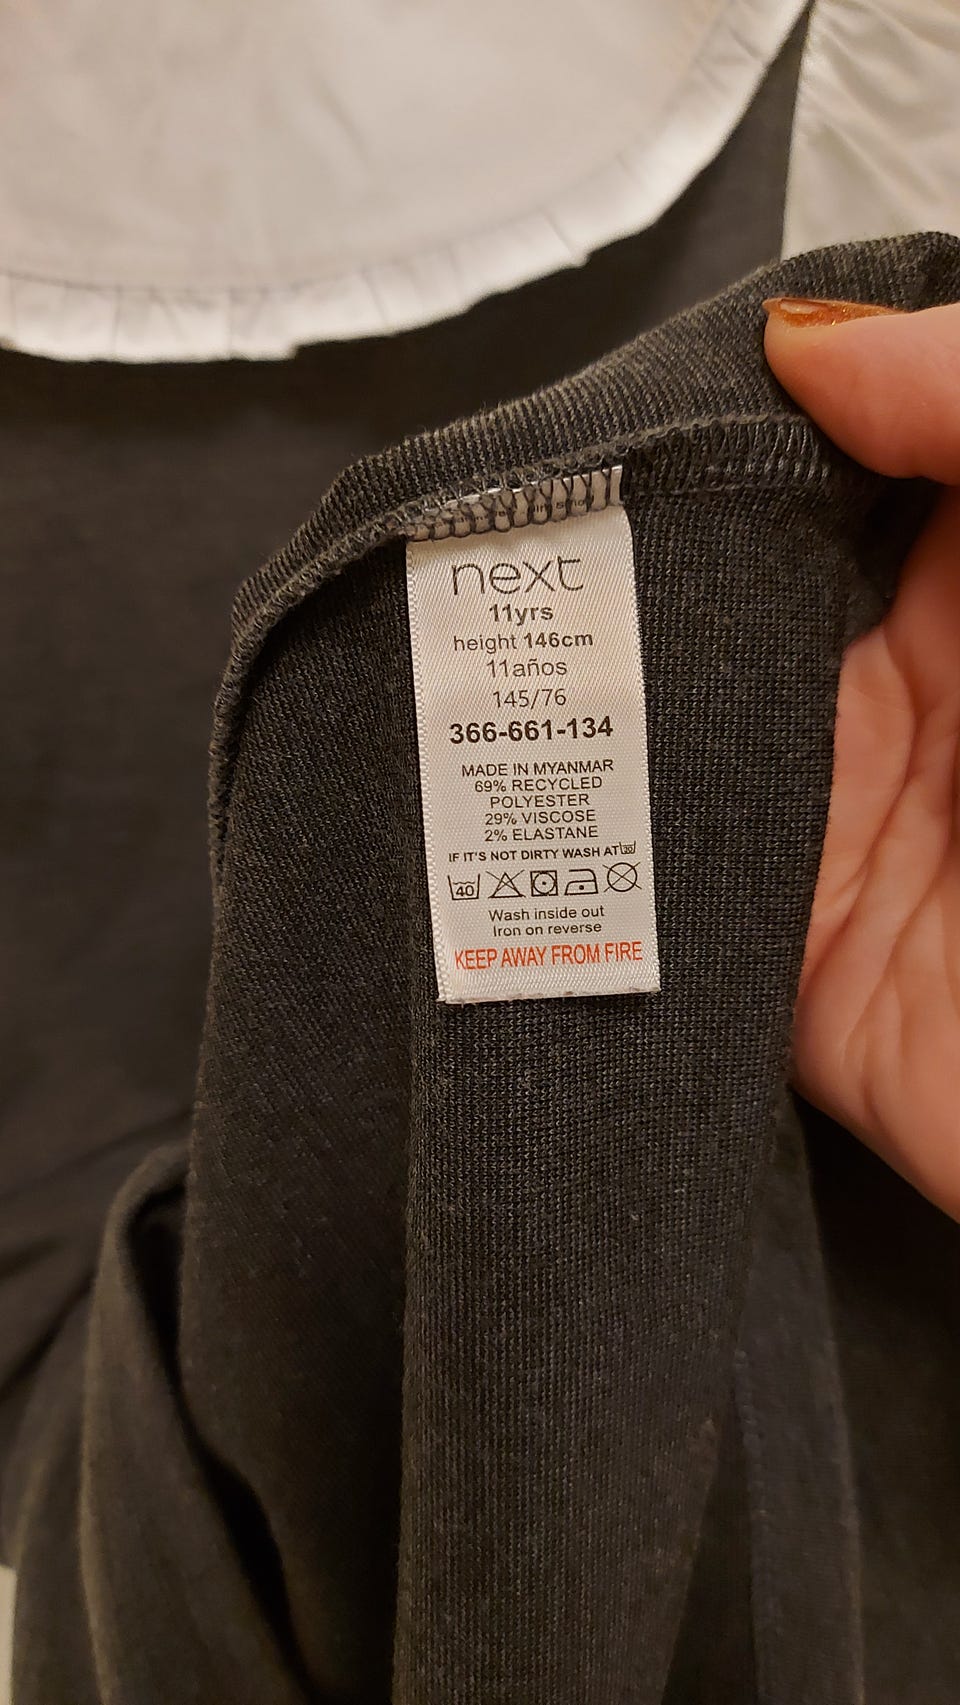 next
11yrs
height 146cm
11años
145/76
366-661-134
MADE IN MYANMAR
69% RECYCLED
POLYESTER
29% VISCOSE
2% ELASTANE
IF IT'S NOT DIRTY WASH AT 30
40
Wash inside out
Iron on reverse
KEEP AWAY FROM FIRE